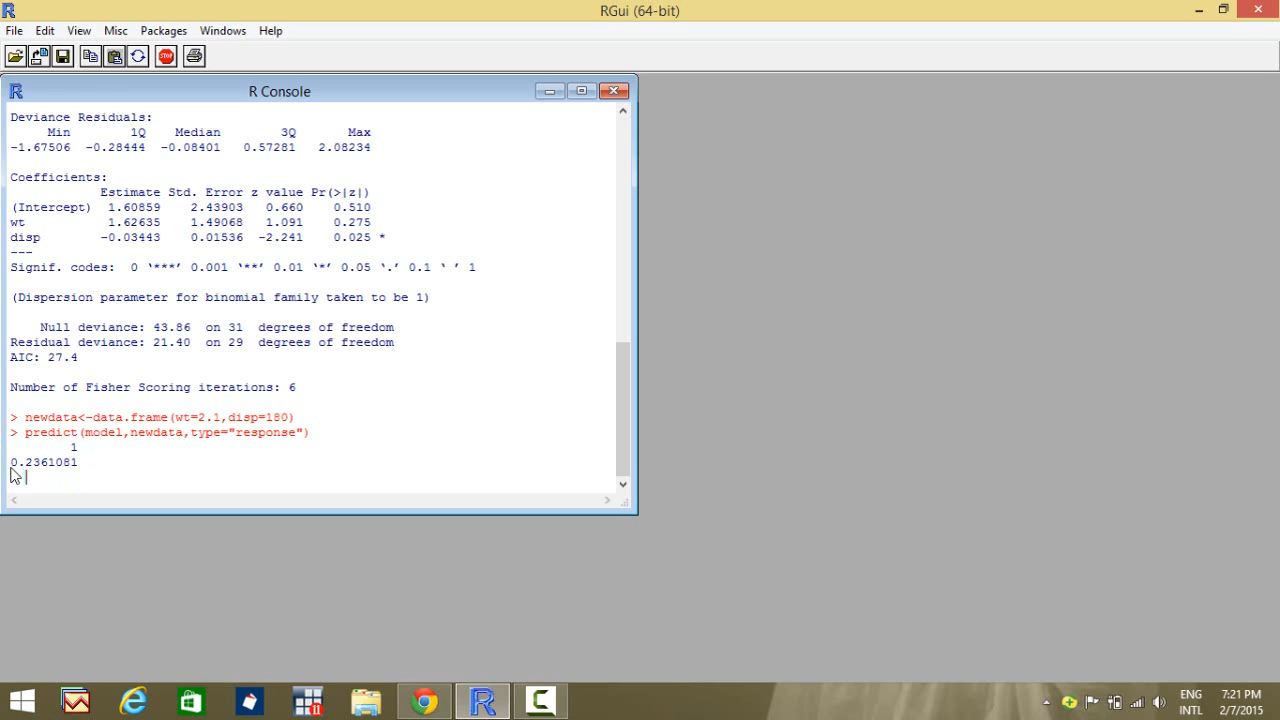 RGui (64-bit)
File Edit View Misc Packages Windows Help
STOP
R Console
Deviance Residuals:
Min 1Q Median 3Q Max
-1.67506 -0.28444 -0.08401 0.57281 2.08234
Coefficients:
Estimate Std. Error z value Pr(>|z|)
(Intercept) 1.60859 2.43903 0.660 0.510
wt 1.62635 1.49068 1.091 0.275
disp -0.03443 0.01536 -2.241 0.025 *
---
Signif. codes: 0 ‘***’ 0.001 ‘**’ 0.01 ‘*’ 0.05 ‘.’ 0.1 ‘ ’ 1
(Dispersion parameter for binomial family taken to be 1)
Null deviance: 43.86 on 31 degrees of freedom
Residual deviance: 21.40 on 29 degrees of freedom
AIC: 27.4
Number of Fisher Scoring iterations: 6
> newdata<-data.frame(wt=2.1,disp=180)
> predict(model,newdata,type="response")
1
0.2361081
11
ENG
INTL
7:21 PM
2/7/2015